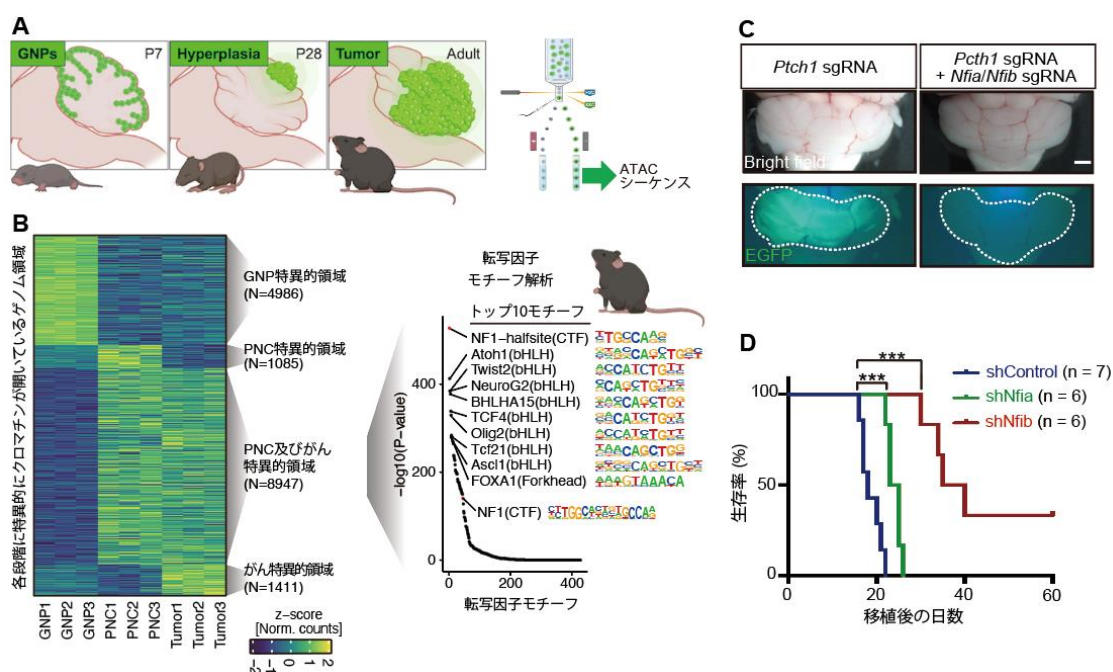 A
GNPs
P7
Hyperplasia
P28
Tumor
Adult
ATAC
シーケンス
B
各段階に特異的にクロマチンが開いているゲノム領域
GNP特異的領域
(N=4986)
PNC特異的領域
(N=1085)
PNC及びがん
特異的領域
(N=8947)
がん特異的領域
(N=1411)
GNP1
GNP2
GNP3
PNC1
PNC2
PNC3
Tumor1
Tumor2
Tumor3
z-score
[Norm. counts]
-2
-1
0
1
2
転写因子
モチーフ解析
トップ10モチーフ
NF1-halfsite(CTF)
Atoh1(bHLH)
Twist2(bHLH)
NeuroG2(bHLH)
BHLHA15(bHLH)
TCF4(bHLH)
Olig2(bHLH)
Tcf21(bHLH)
Ascl1(bHLH)
FOXA1(Forkhead)
NF1(CTF)
-log10(P-value)
400
200
0
0
200
400
転写因子モチーフ
C
Ptch1 sgRNA
Pcth1 sgRNA
+ Nfia/Nfib sgRNA
Bright field
EGFP
D
***
***
shControl (n = 7)
shNfia (n = 6)
shNfib (n = 6)
生存率 (%)
100
50
0
0
20
40
60
移植後の日数